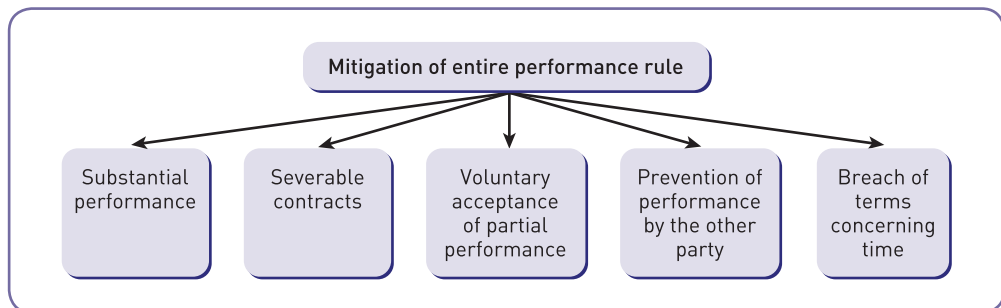 Mitigation of entire performance rule
Substantial
performance
Severable
contracts
Voluntary
acceptance
of partial
performance
Prevention of
performance
by the other
party
Breach of
terms
concerning
time